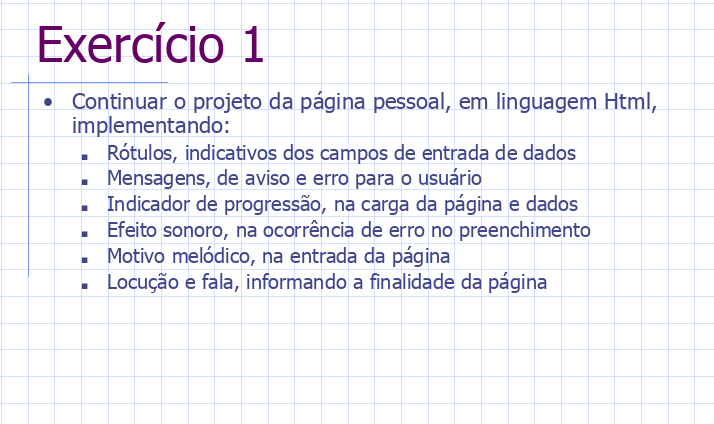 Exercício 1
• Continuar o projeto da página pessoal, em linguagem Html,
implementando:
■ Rótulos, indicativos dos campos de entrada de dados
■ Mensagens, de aviso e erro para o usuário
■ Indicador de progressão, na carga da página e dados
■ Efeito sonoro, na ocorrência de erro no preenchimento
■ Motivo melódico, na entrada da página
■ Locução e fala, informando a finalidade da página